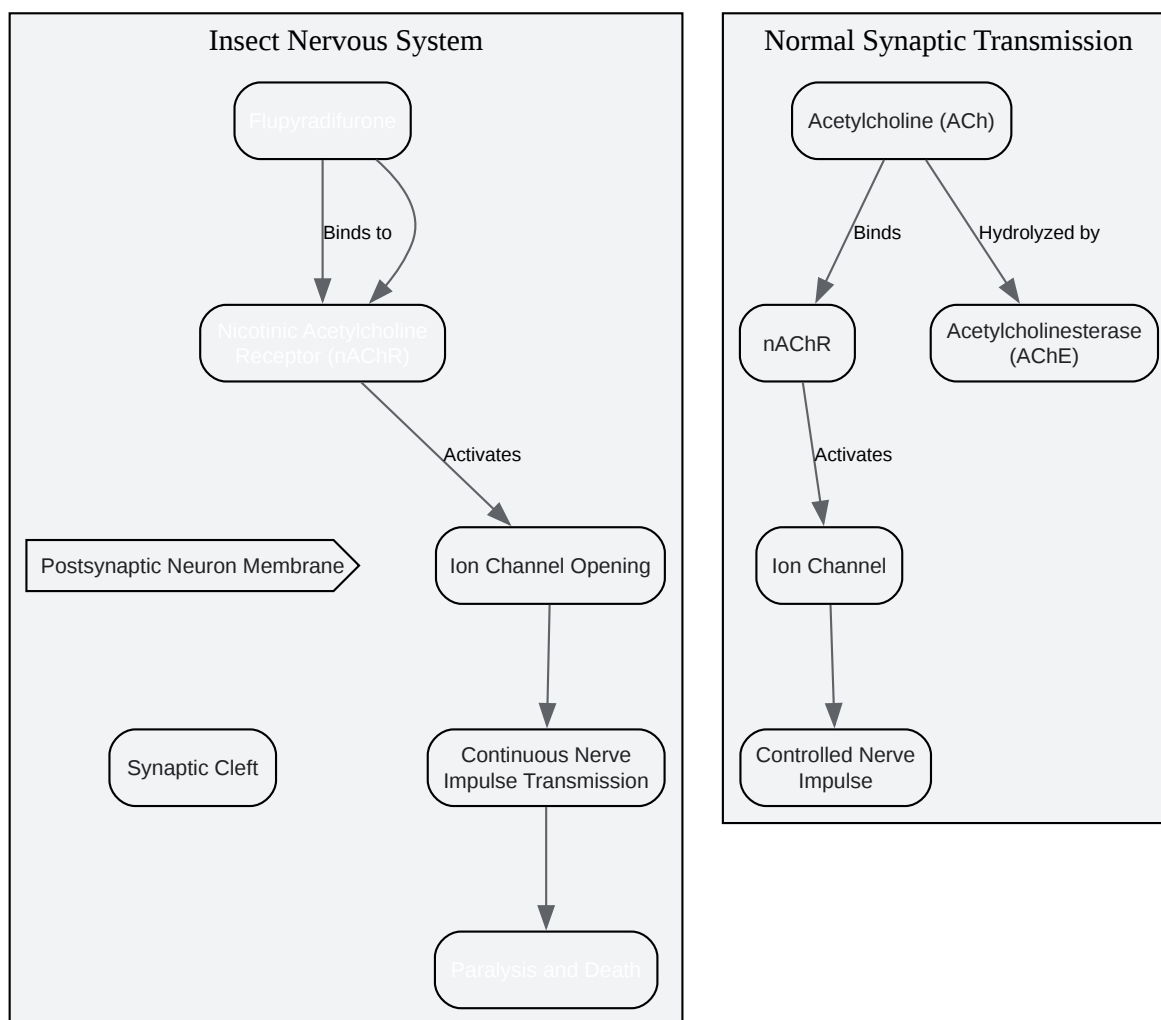 Insect Nervous System
Flupyradifurone
Binds to
Nicotinic Acetylcholine
Receptor (nAChR)
Activates
Postsynaptic Neuron Membrane
Ion Channel Opening
Synaptic Cleft
Continuous Nerve
Impulse Transmission
Paralysis and Death
Normal Synaptic Transmission
Acetylcholine (ACh)
Binds
Hydrolyzed by
nAChR
Acetylcholinesterase
(AChE)
Activates
Ion Channel
Controlled Nerve
Impulse